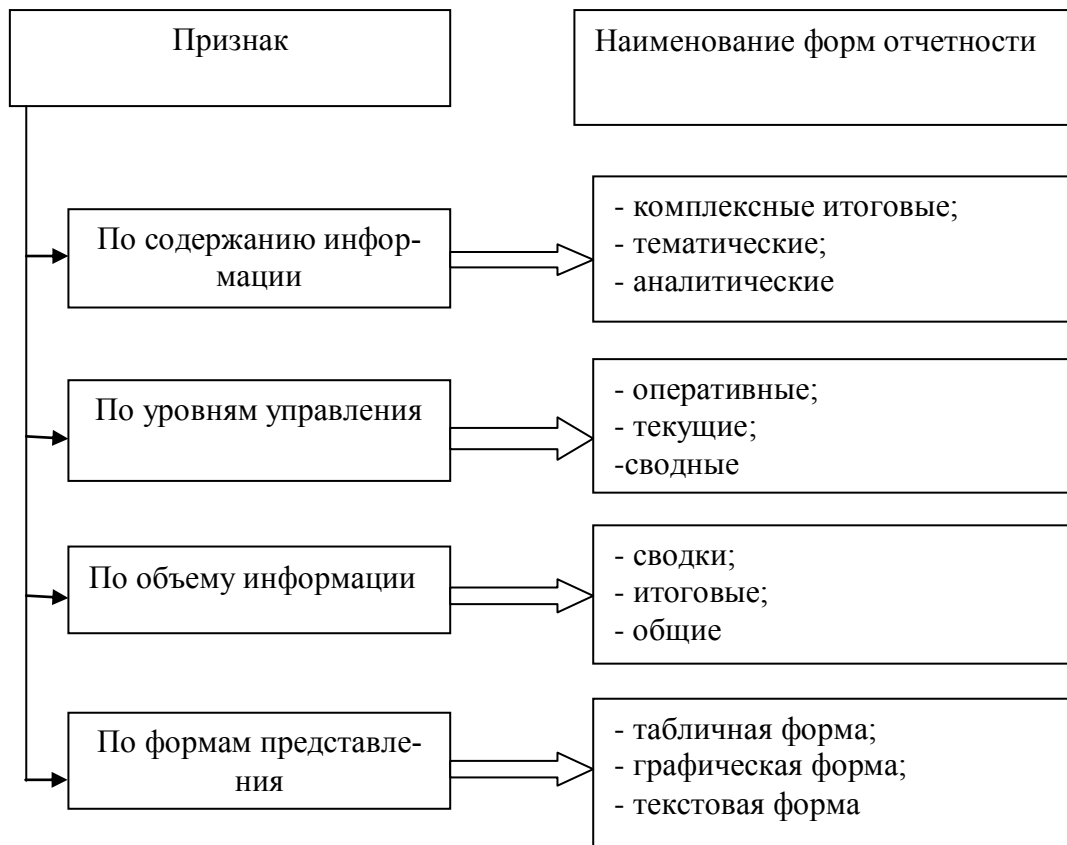 Признак
Наименование форм отчетности
По содержанию инфор-
мации
- комплексные итоговые;
- тематические;
- аналитические
По уровням управления
- оперативные;
- текущие;
-сводные
По объему информации
- сводки;
- итоговые;
- общие
По формам представле-
ния
- табличная форма;
- графическая форма;
- текстовая форма